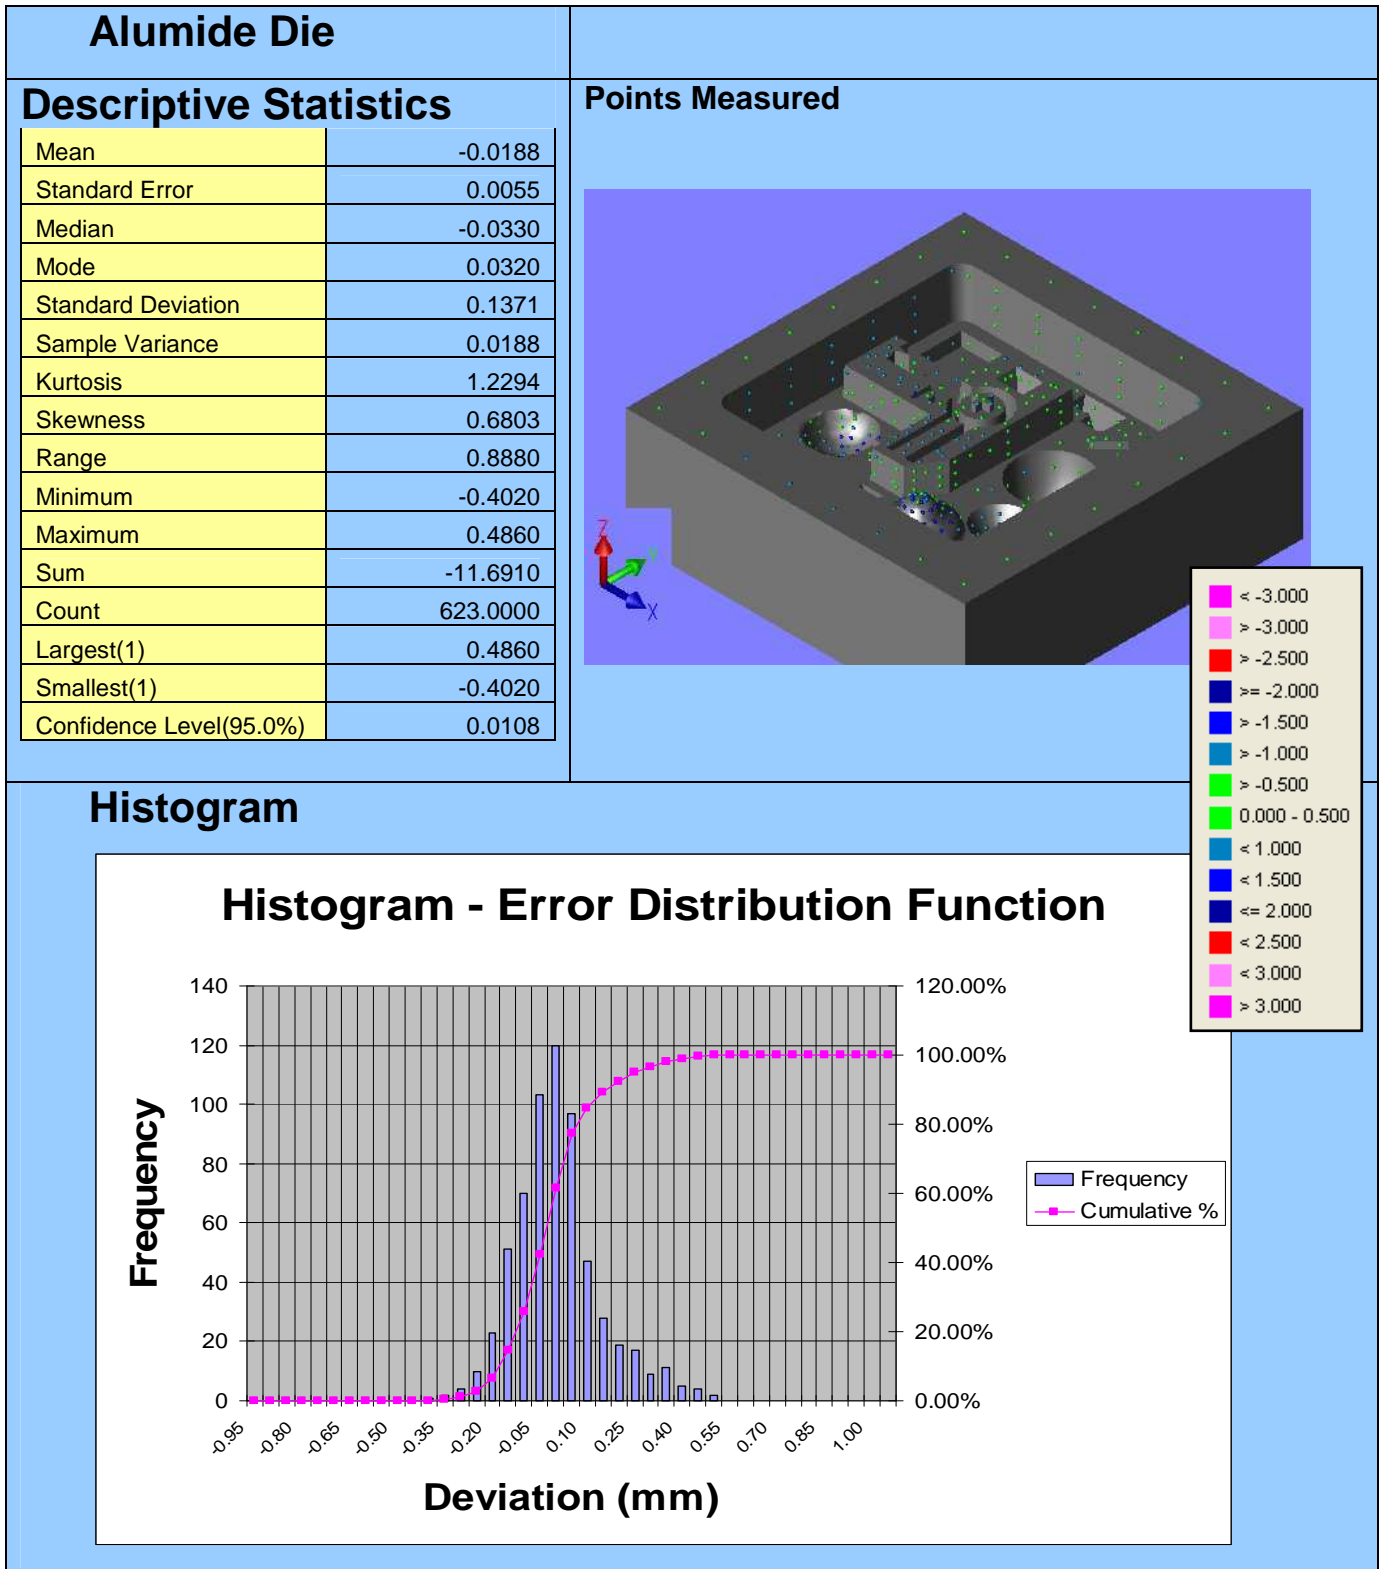 Alumide Die
Descriptive Statistics
Mean -0.0188
Standard Error 0.0055
Median -0.0330
Mode 0.0320
Standard Deviation 0.1371
Sample Variance 0.0188
Kurtosis 1.2294
Skewness 0.6803
Range 0.8880
Minimum -0.4020
Maximum 0.4860
Sum -11.6910
Count 623.0000
Largest(1) 0.4860
Smallest(1) -0.4020
Confidence Level(95.0%) 0.0108
Points Measured
Z
Y
X
< -3.000
> -3.000
> -2.500
>= -2.000
> -1.500
> -1.000
> -0.500
0.000 - 0.500
< 1.000
< 1.500
<= 2.000
< 2.500
< 3.000
> 3.000
Histogram
Histogram - Error Distribution Function
Frequency
140
120
100
80
60
40
20
0
120.00%
100.00%
80.00%
60.00%
40.00%
20.00%
0.00%
-0.95 -0.80 -0.65 -0.50 -0.35 -0.20 -0.05 0.10 0.25 0.40 0.55 0.70 0.85 1.00
Deviation (mm)
Frequency
Cumulative %